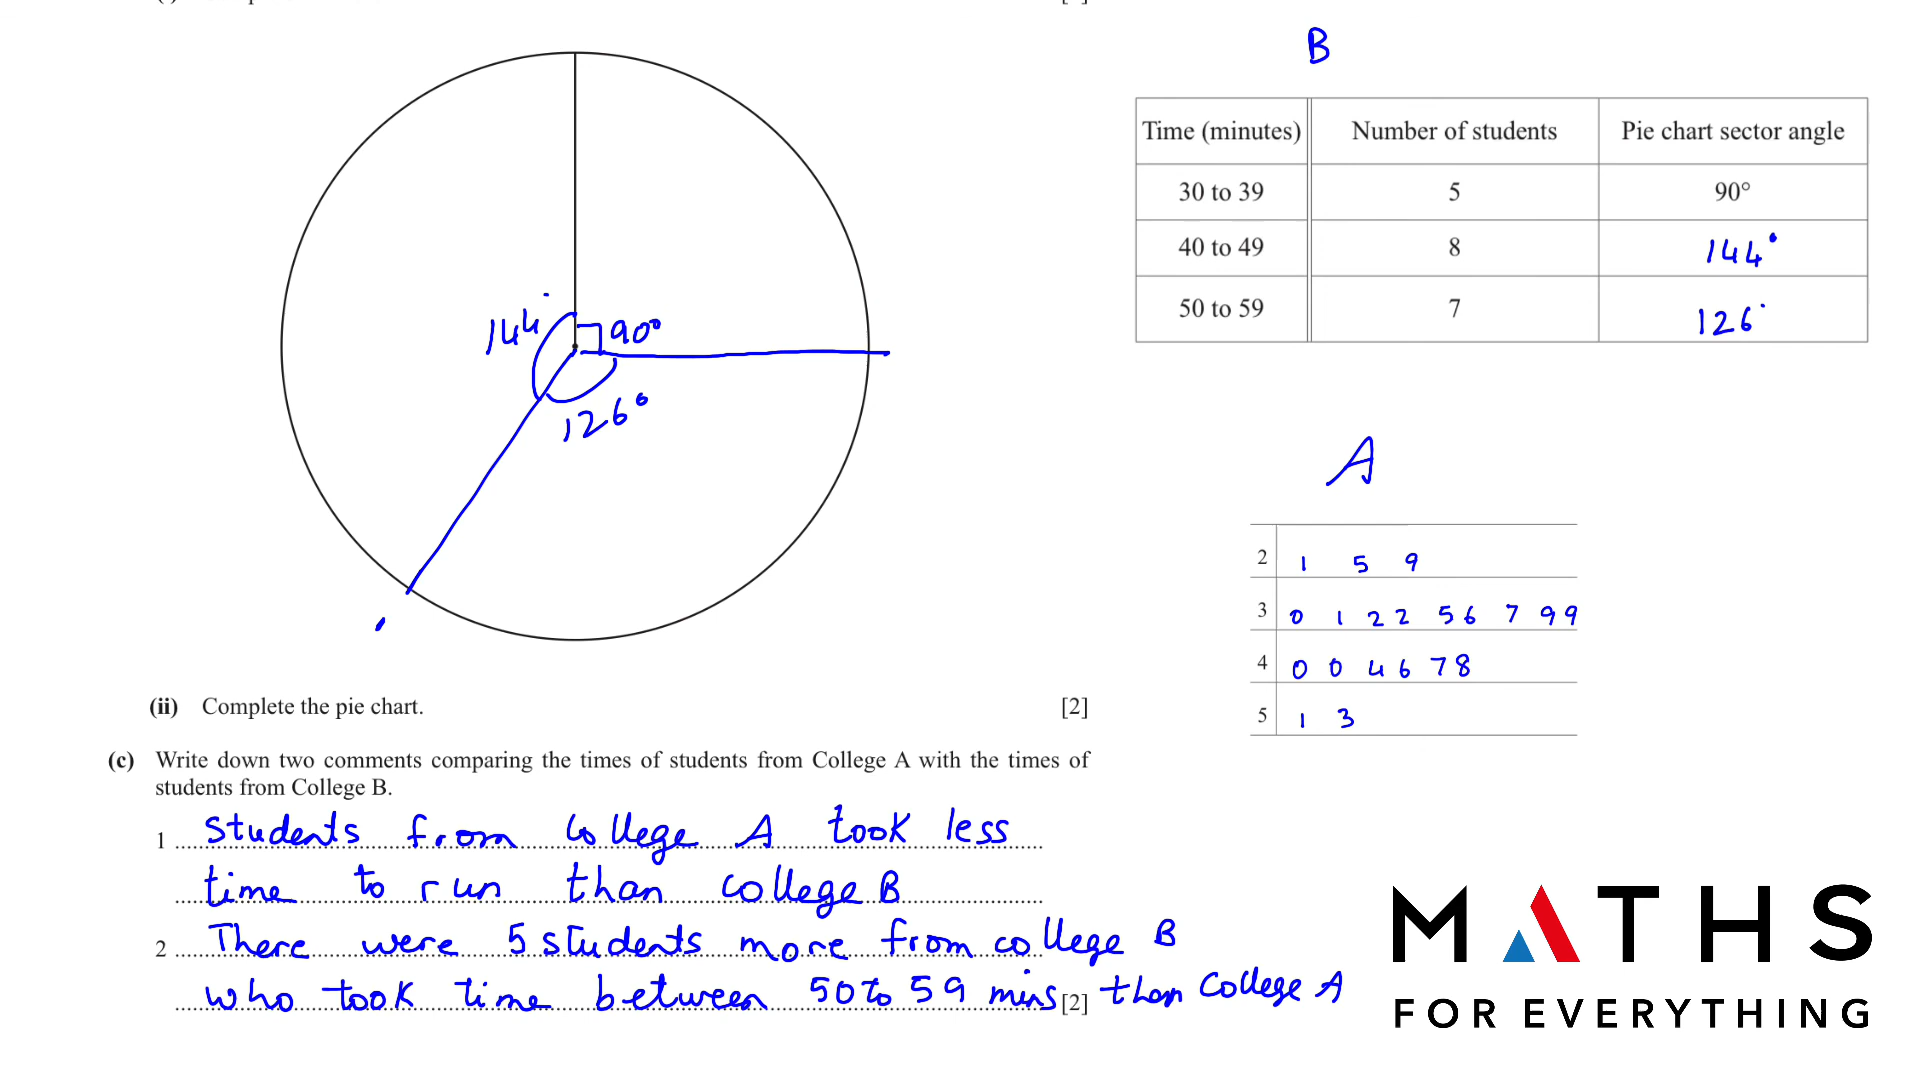 B
Time (minutes) Number of students Pie chart sector angle
30 to 39 5 90°
40 to 49 8 144°
50 to 59 7 126°
144° 90°
126°
A
2 1 5 9
3 0 1 2 2 5 6 7 9 9
4 0 0 4 6 7 8
5 1 3
(ii) Complete the pie chart. [2]
(c) Write down two comments comparing the times of students from College A with the times of
students from College B.
1 students from College A took less
time to run than college B
2 There were 5 students more from college B
who took time between 50 to 59 mins [2] than College A
MATHS
FOR EVERYTHING